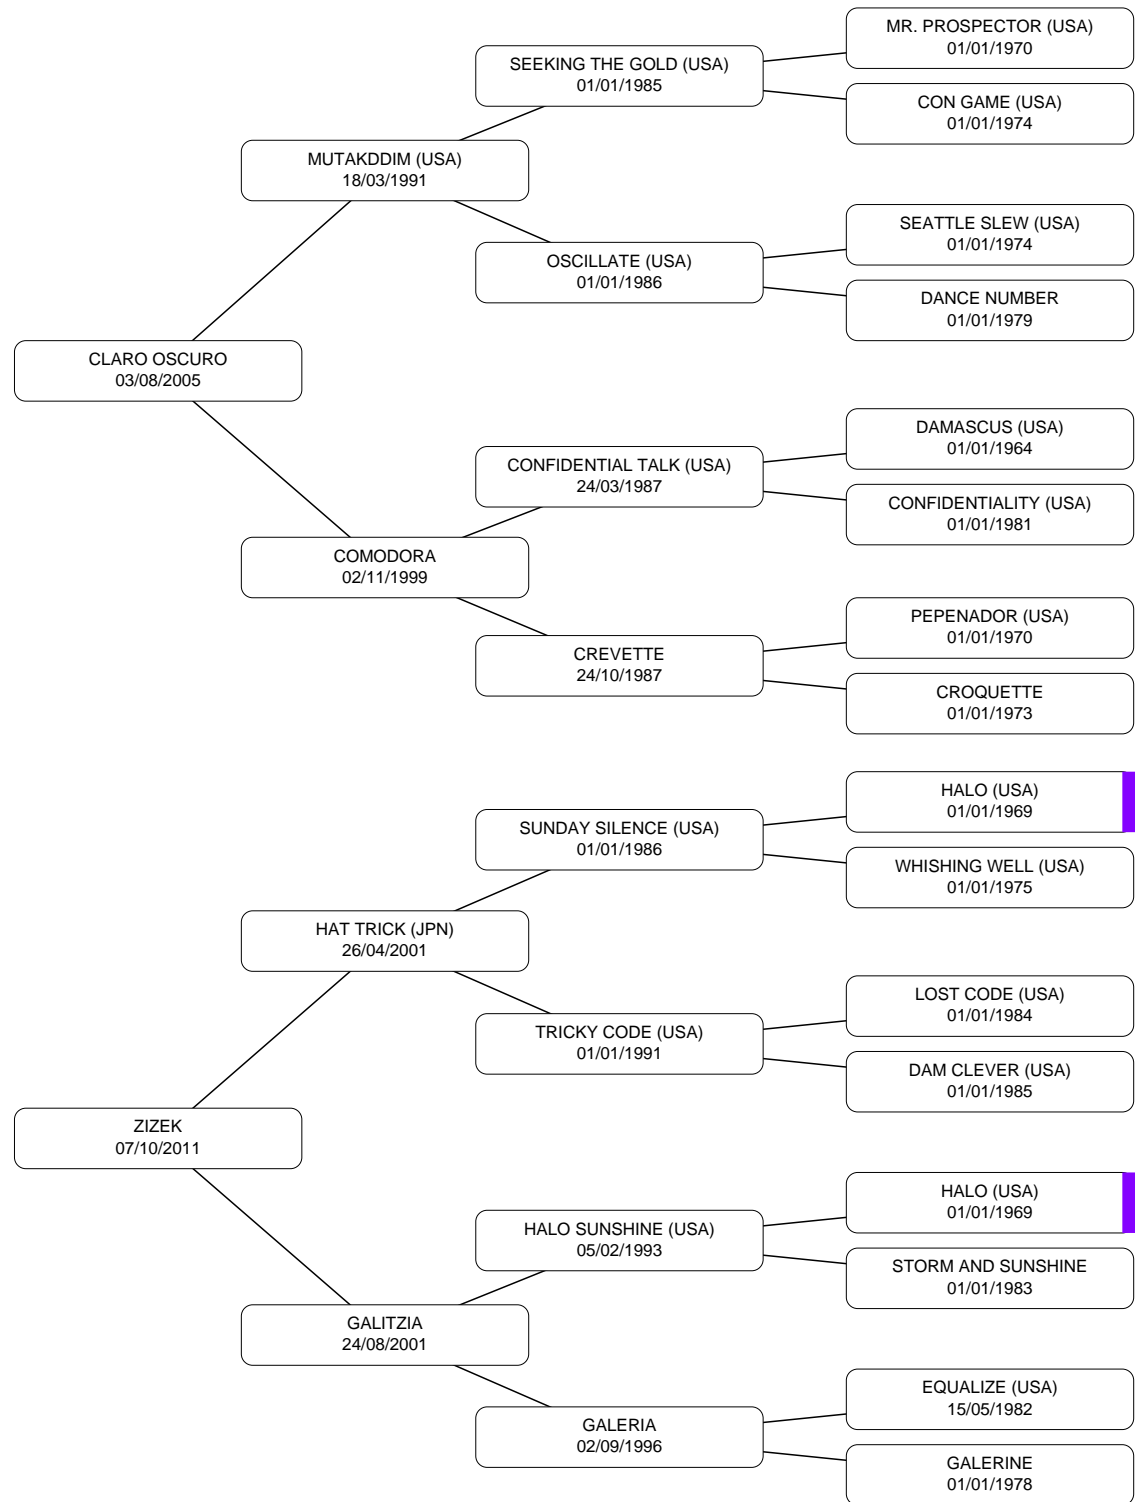 MR. PROSPECTOR (USA)
01/01/1970
SEEKING THE GOLD (USA)
01/01/1985
CON GAME (USA)
01/01/1974
MUTAKDDIM (USA)
18/03/1991
SEATTLE SLEW (USA)
01/01/1974
OSCILLATE (USA)
01/01/1986
DANCE NUMBER
01/01/1979
CLARO OSCURO
03/08/2005
DAMASCUS (USA)
01/01/1964
CONFIDENTIAL TALK (USA)
24/03/1987
CONFIDENTIALITY (USA)
01/01/1981
COMODORA
02/11/1999
PEPENADOR (USA)
01/01/1970
CREVETTE
24/10/1987
CROQUETTE
01/01/1973
HALO (USA)
01/01/1969
SUNDAY SILENCE (USA)
01/01/1986
WHISHING WELL (USA)
01/01/1975
HAT TRICK (JPN)
26/04/2001
LOST CODE (USA)
01/01/1984
TRICKY CODE (USA)
01/01/1991
DAM CLEVER (USA)
01/01/1985
ZIZEK
07/10/2011
HALO (USA)
01/01/1969
HALO SUNSHINE (USA)
05/02/1993
STORM AND SUNSHINE
01/01/1983
GALITZIA
24/08/2001
EQUALIZE (USA)
15/05/1982
GALERIA
02/09/1996
GALERINE
01/01/1978